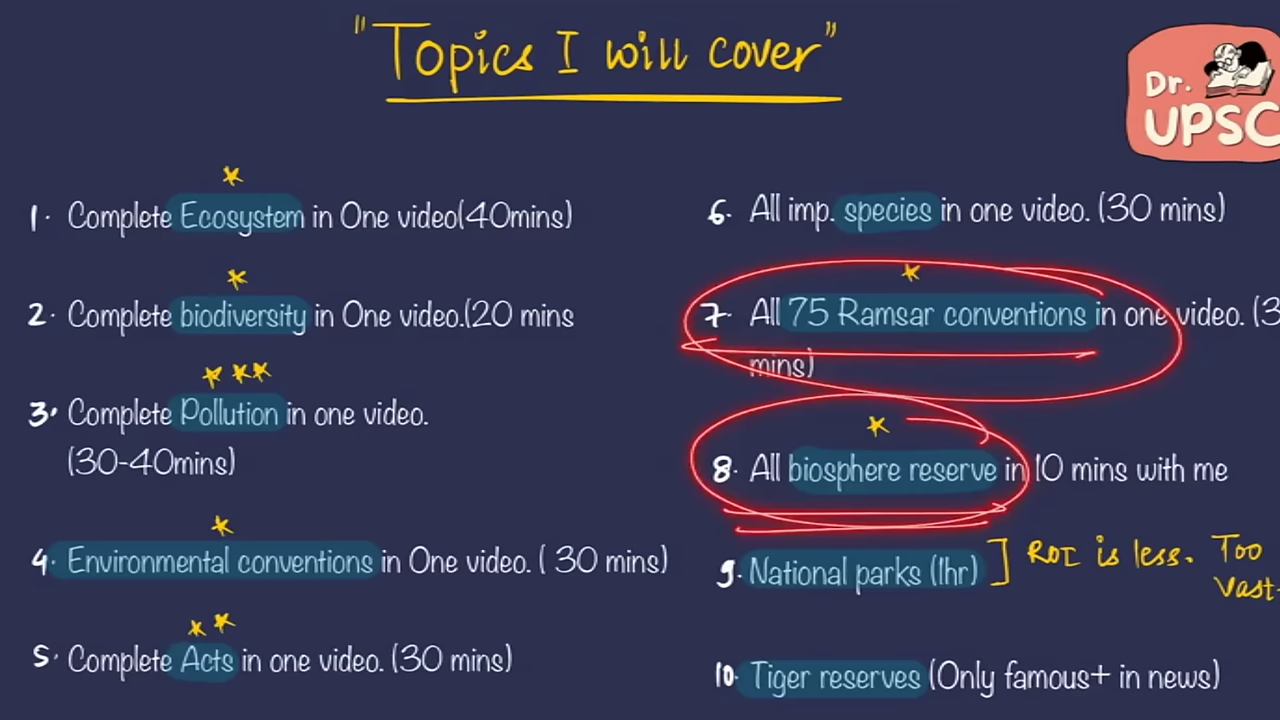 "Topics I will cover"
Dr.
UPSC
1. Complete Ecosystem in One video(40mins)
2. Complete biodiversity in One video.(20 mins
3. Complete Pollution in one video.
(30-40mins)
4. Environmental conventions in One video. ( 30 mins)
5. Complete Acts in one video. (30 mins)
6. All imp. species in one video. (30 mins)
7. All 75 Ramsar conventions in one video. (3
mins)
8. All biosphere reserve in 10 mins with me
9. National parks (1hr) ] ROI is less. Too
Vast
10. Tiger reserves (Only famous+ in news)